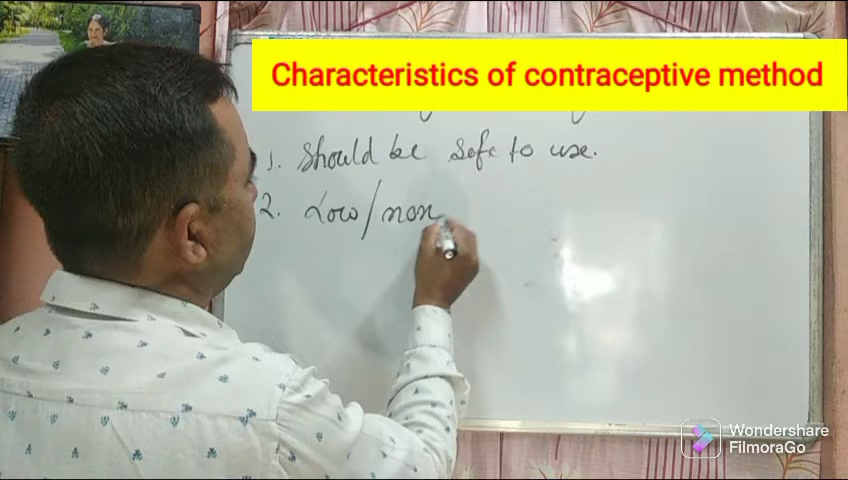 Characteristics of contraceptive method
1. Should be safe to use.
2. Low/non
Wondershare
FilmoraGo